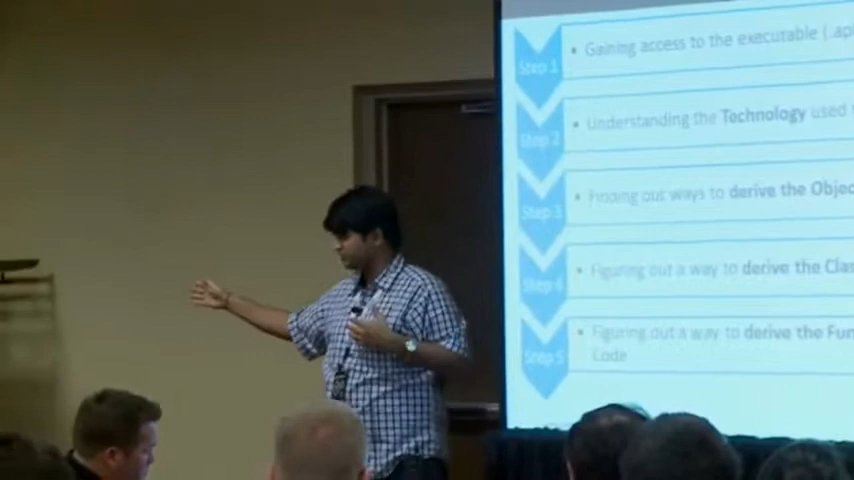 Step 1
• Gaining access to the executable (.ap
Step 2
• Understanding the Technology used
Step 3
• Finding out ways to derive the Obje
Step 4
• Figuring out a way to derive the Clas
Step 5
• Figuring out a way to derive the Fun
Code